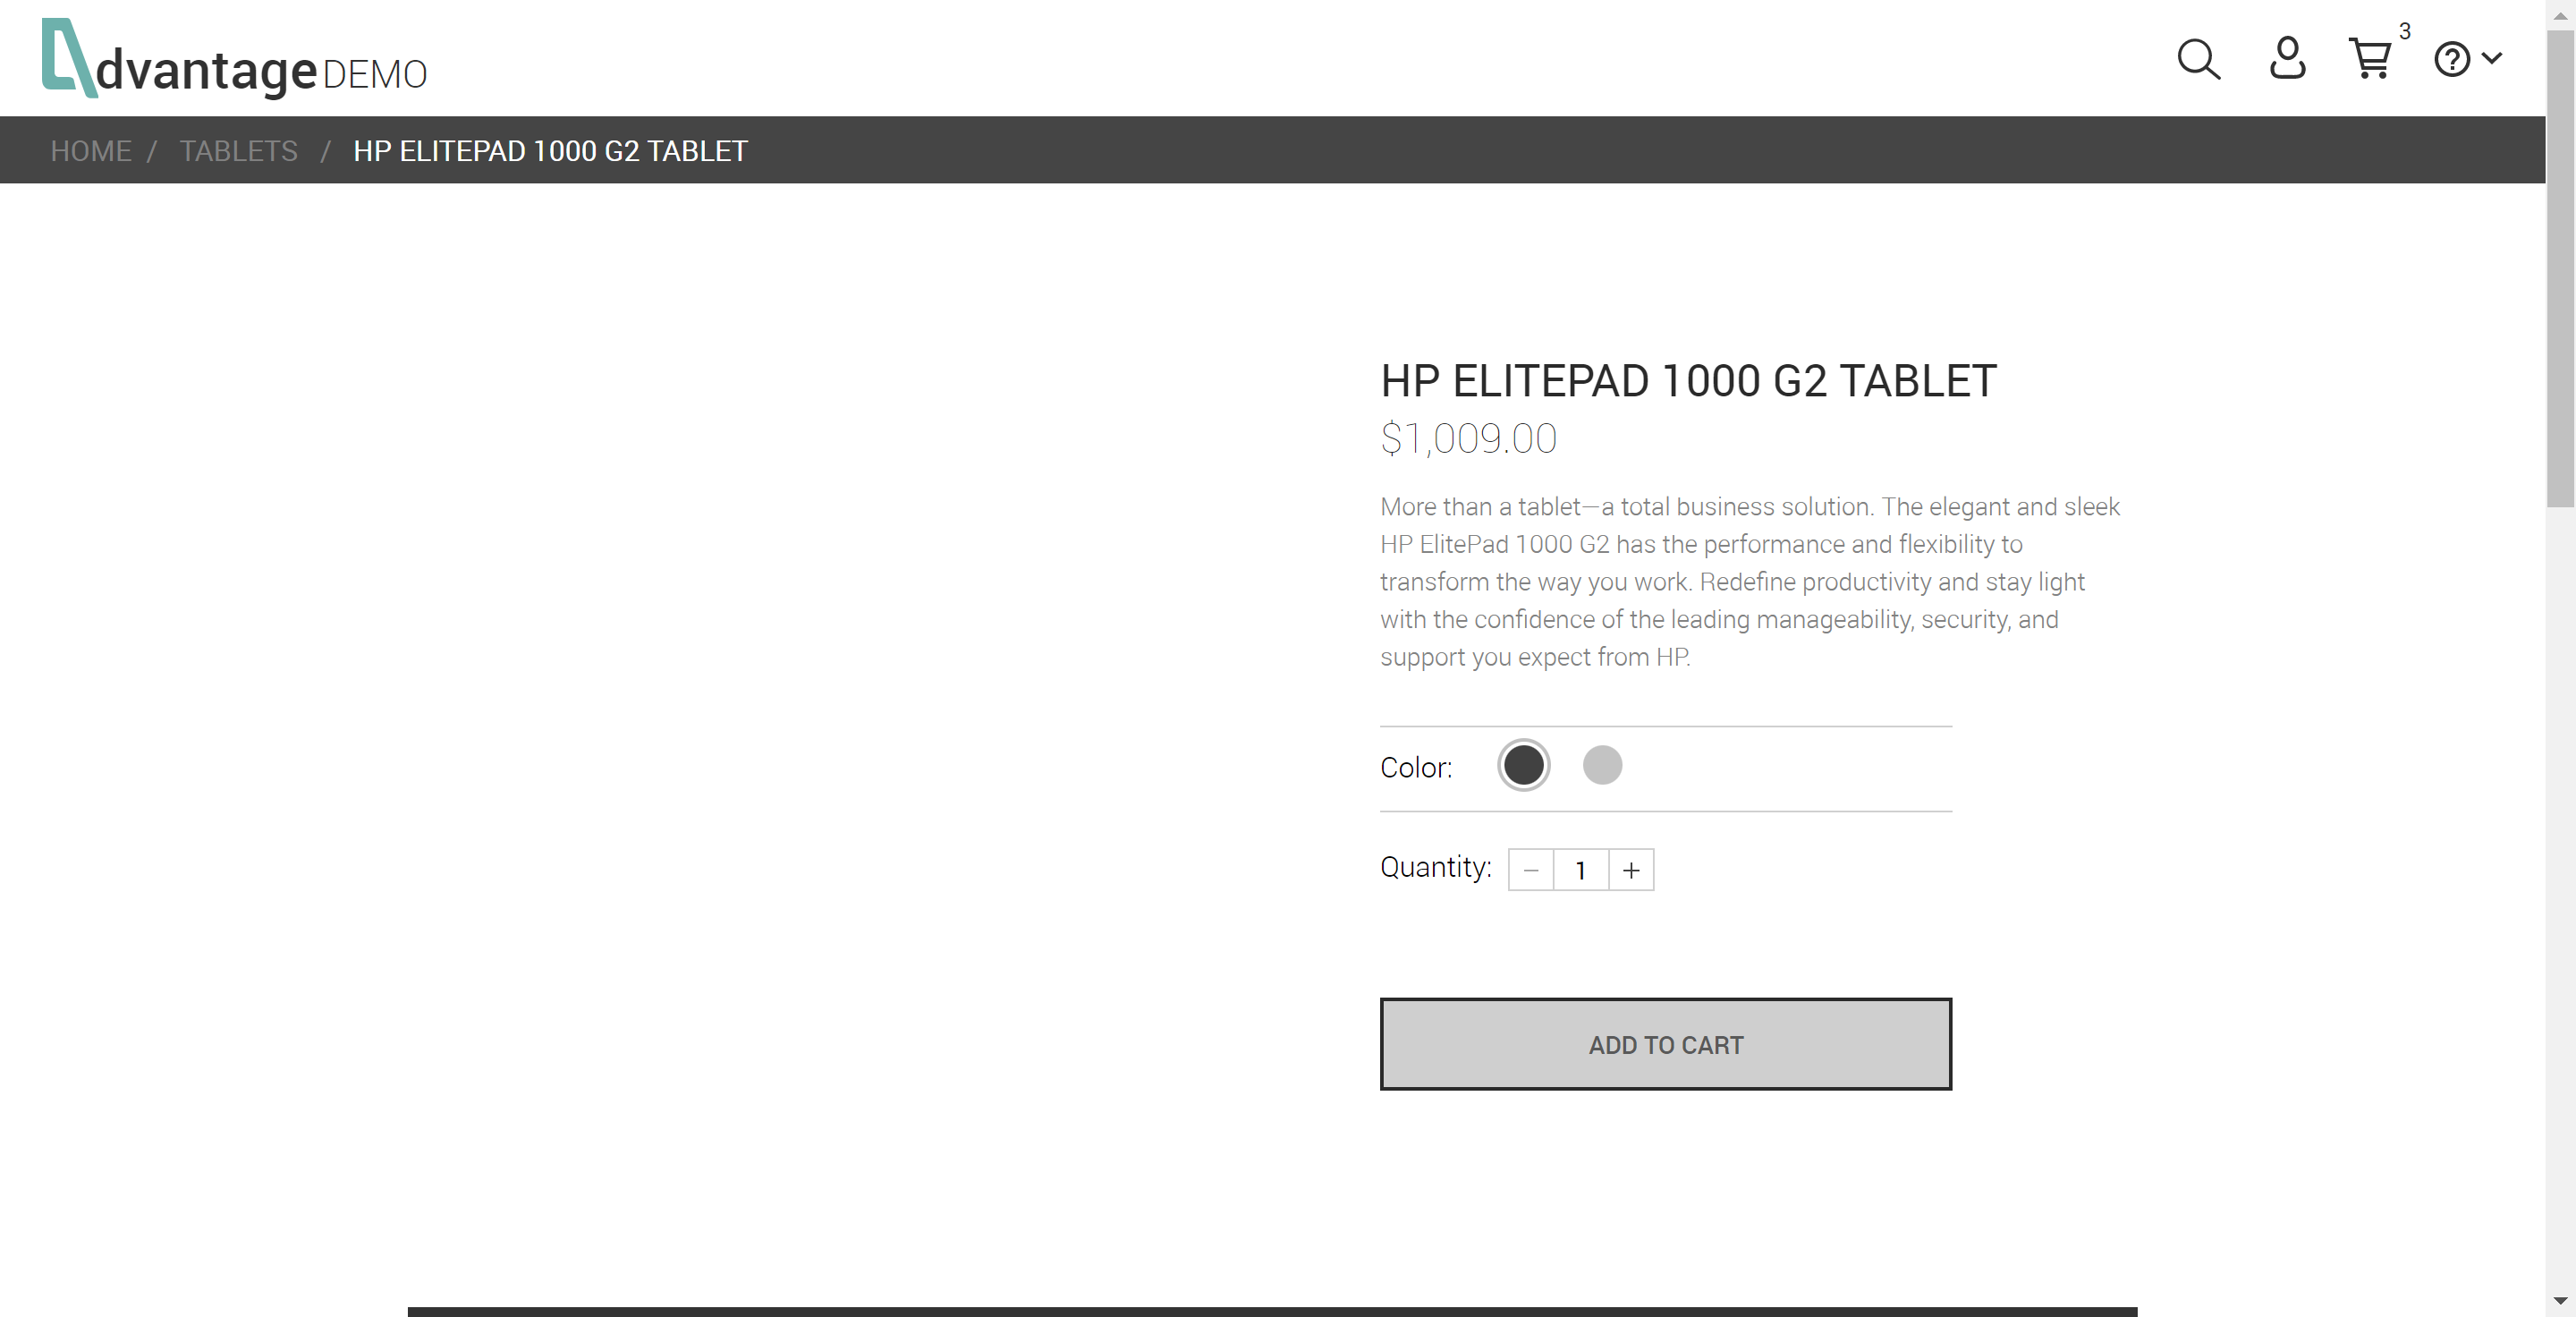 dvantage DEMO
3
HOME / TABLETS / HP ELITEPAD 1000 G2 TABLET
HP ELITEPAD 1000 G2 TABLET
$1,009.00
More than a tablet—a total business solution. The elegant and sleek
HP ElitePad 1000 G2 has the performance and flexibility to
transform the way you work. Redefine productivity and stay light
with the confidence of the leading manageability, security, and
support you expect from HP.
Color:
Quantity: − 1 +
ADD TO CART